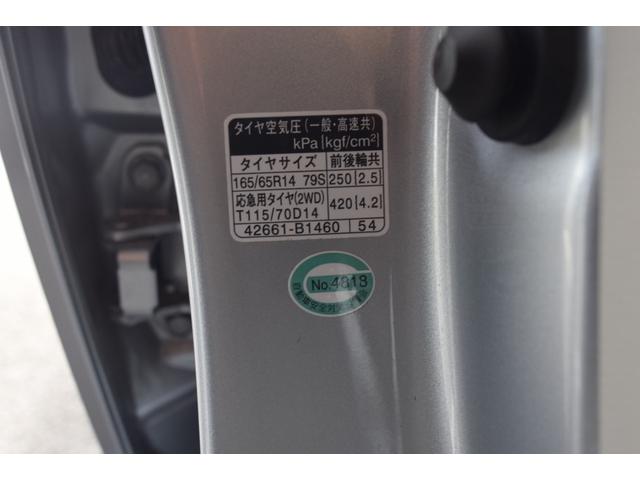 タイヤ空気圧(一般・高速共)
kPa[kgf/cm²]
タイヤサイズ 前後輪共
165/65R14 79S 250[2.5]
応急用タイヤ(2WD)
T115/70D14 420[4.2]
42661-B1460 54
No.4813